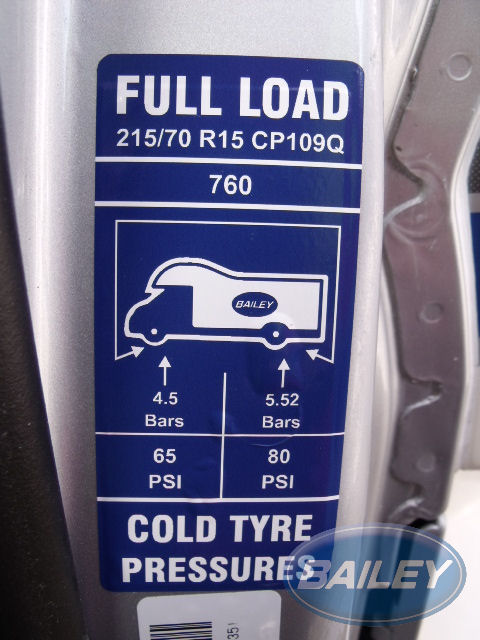 FULL LOAD
215/70 R15 CP109Q
760
BAILEY
4.5 5.52
Bars Bars
65 80
PSI PSI
COLD TYRE
PRESSURES
BAILEY